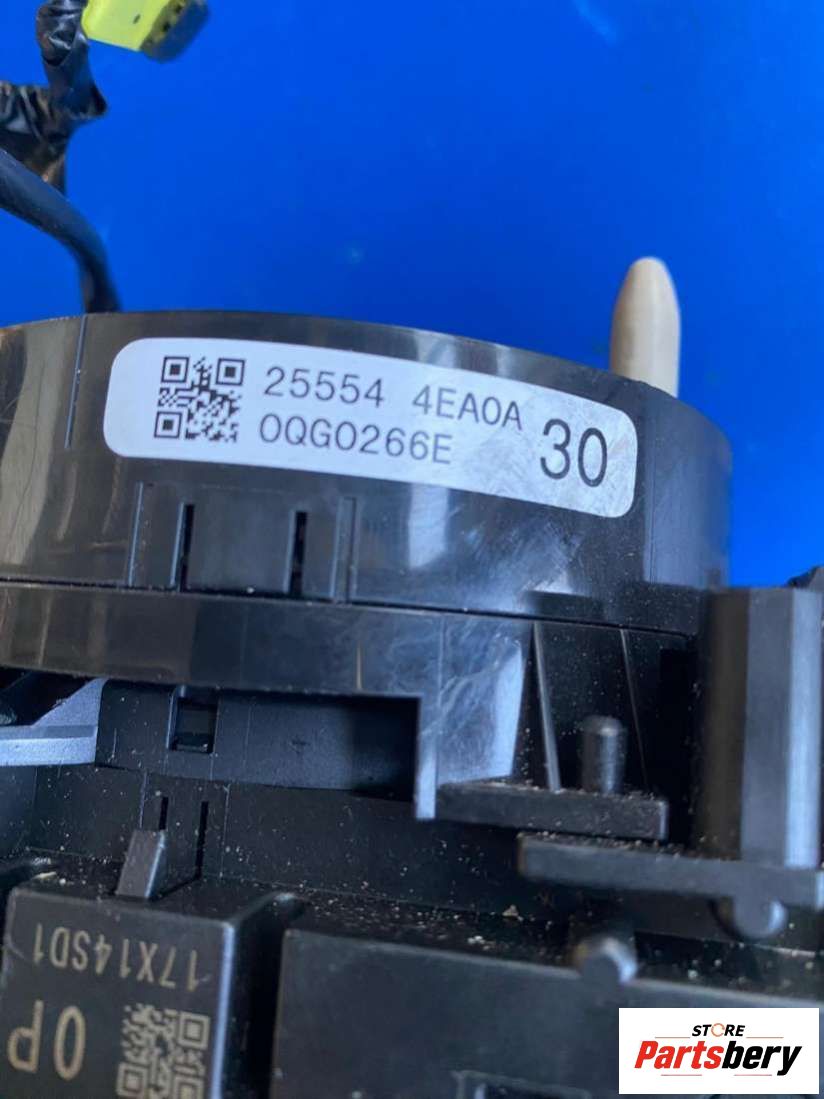 25554 4EA0A
0QG0266E
30
17X14SD1
0P
STORE
Partsbery